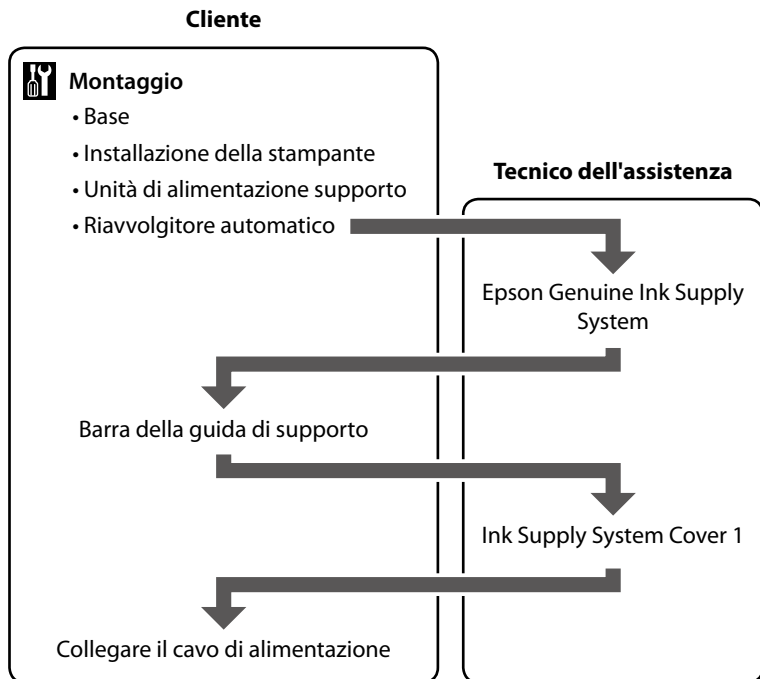 Cliente
Montaggio
• Base
• Installazione della stampante
• Unità di alimentazione supporto
• Riavvolgitore automatico
Tecnico dell'assistenza
Epson Genuine Ink Supply
System
Barra della guida di supporto
Ink Supply System Cover 1
Collegare il cavo di alimentazione